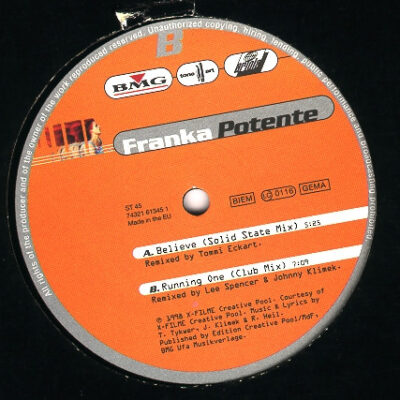 All rights of the producer and of the owner of the work reproduced reserved. Unauthorized copying, hiring, lending, public performance and broadcasting prohibited.
B
BMG
tone art
Franka Potente
ST 45
74321 61345 1
Made in the EU
BIEM
LC 0116
GEMA
A. Believe (Solid State Mix) 5:25
Remixed by Tommi Eckart.
B. Running One (Club Mix) 7:09
Remixed by Lee Spencer & Johnny Klimek.
℗ 1998 X-FILME Creative Pool. Courtesy of
X-FILME Creative Pool. Music & Lyrics by
T. Tykwer, J. Klimek & R. Heil.
Published by Edition Creative Pool/MdF,
BMG Ufa Musikverlage.